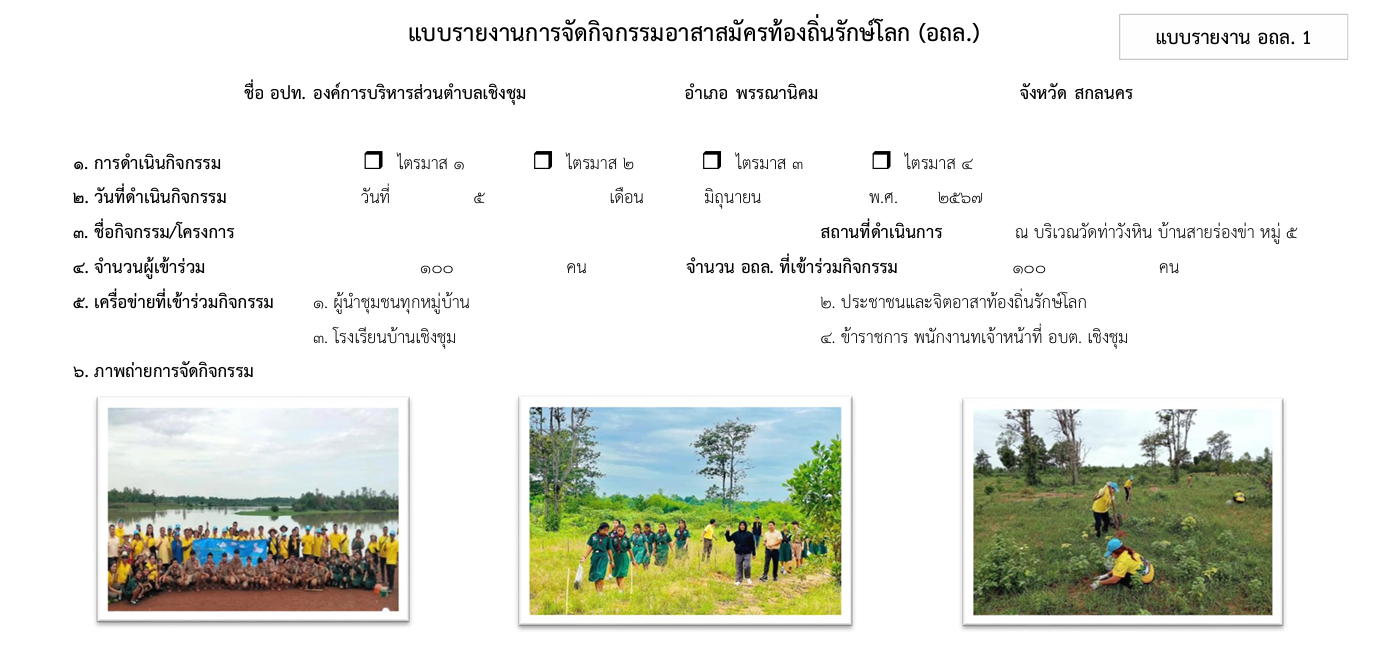 แบบรายงานการจัดกิจกรรมอาสาสมัครท้องถิ่นรักษ์โลก (อถล.)
แบบรายงาน อถล. 1
ชื่อ อปท. องค์การบริหารส่วนตำบลเชิงชุม อำเภอ พรรณานิคม จังหวัด สกลนคร
๑. การดำเนินกิจกรรม ❒ ไตรมาส ๑ ❒ ไตรมาส ๒ ❒ ไตรมาส ๓ ❒ ไตรมาส ๔
๒. วันที่ดำเนินกิจกรรม วันที่ ๕ เดือน มิถุนายน พ.ศ. ๒๕๖๗
๓. ชื่อกิจกรรม/โครงการ สถานที่ดำเนินการ ณ บริเวณวัดท่าวังหิน บ้านสายร่องข่า หมู่ ๕
๔. จำนวนผู้เข้าร่วม ๑๐๐ คน จำนวน อถล. ที่เข้าร่วมกิจกรรม ๑๐๐ คน
๕. เครื่อข่ายที่เข้าร่วมกิจกรรม ๑. ผู้นำชุมชนทุกหมู่บ้าน ๒. ประชาชนและจิตอาสาท้องถิ่นรักษ์โลก
๓. โรงเรียนบ้านเชิงชุม ๔. ข้าราชการ พนักงานทเจ้าหน้าที่ อบต. เชิงชุม
๖. ภาพถ่ายการจัดกิจกรรม